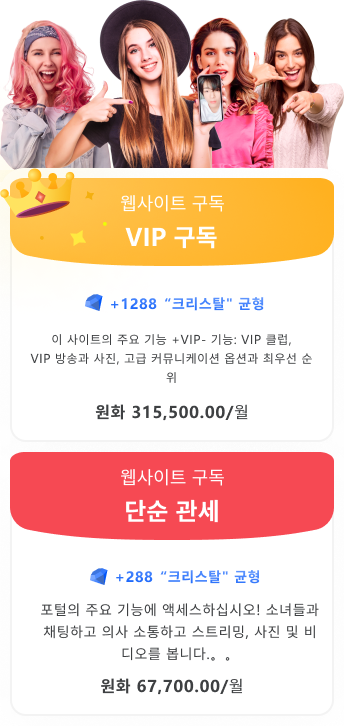 웹사이트 구독
VIP 구독
+1288 “크리스탈" 균형
이 사이트의 주요 기능 +VIP- 기능: VIP 클럽,
VIP 방송과 사진, 고급 커뮤니케이션 옵션과 최우선 순
위
원화 315,500.00/월
웹사이트 구독
단순 관세
+288 “크리스탈" 균형
포털의 주요 기능에 액세스하십시오! 소녀들과
채팅하고 의사 소통하고 스트리밍, 사진 및 비
디오를 봅니다.。。
원화 67,700.00/월